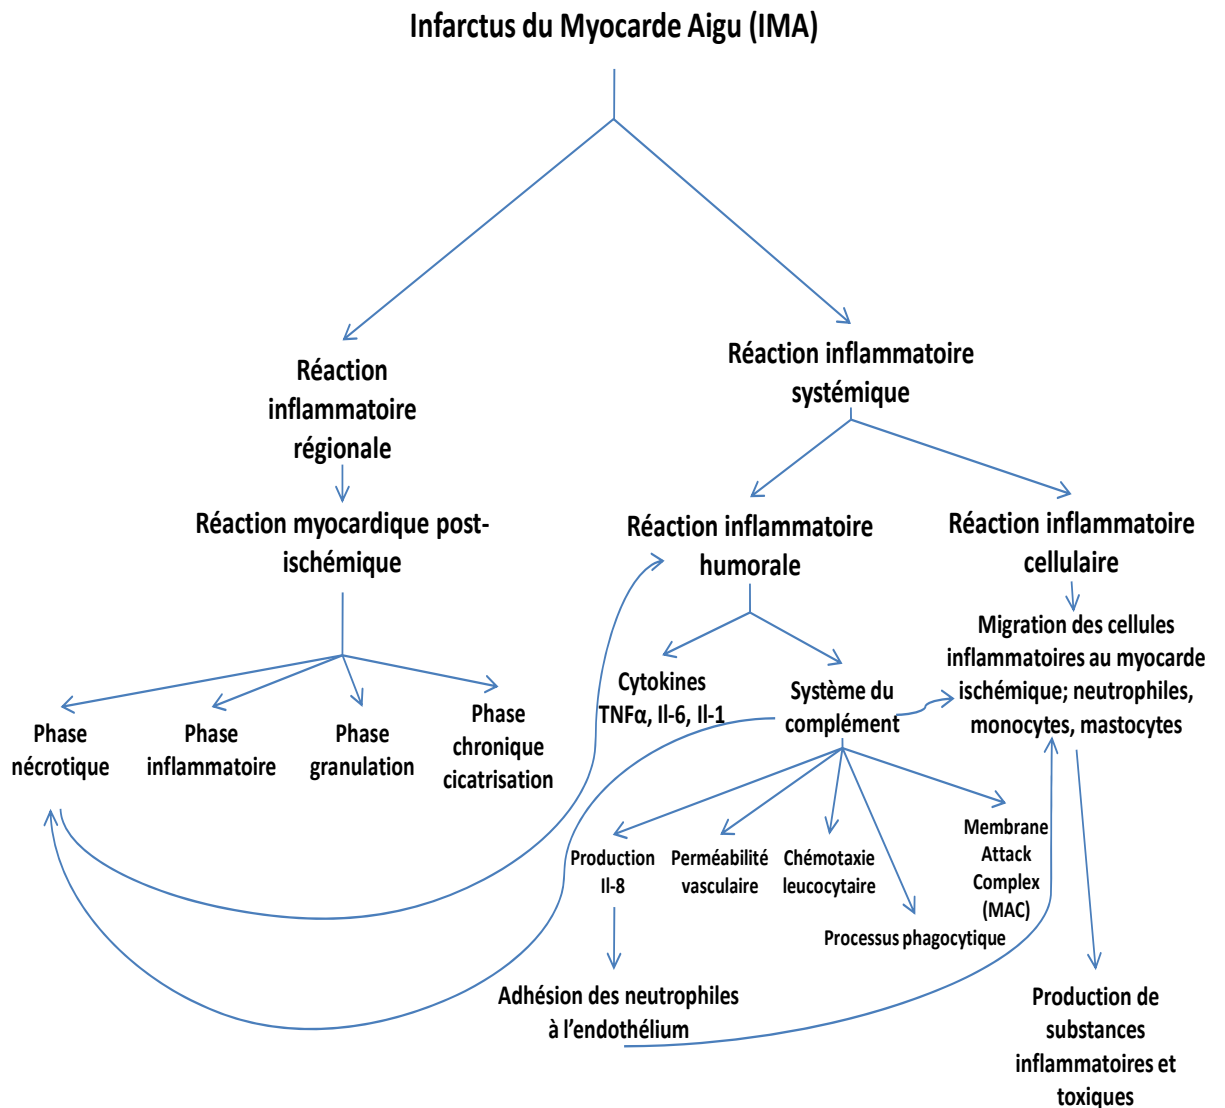 Infarctus du Myocarde Aigu (IMA)
Réaction
inflammatoire
régionale
Réaction inflammatoire
systémique
Réaction myocardique post-
ischémique
Réaction inflammatoire
humorale
Réaction inflammatoire
cellulaire
Migration des cellules
inflammatoires au myocarde
ischémique; neutrophiles,
monocytes, mastocytes
Cytokines
TNFα, Il-6, Il-1
Système du
complément
Phase
nécrotique
Phase
inflammatoire
Phase
granulation
Phase
chronique
cicatrisation
Production
Il-8
Perméabilité
vasculaire
Chémotaxie
leucocytaire
Membrane
Attack
Complex
(MAC)
Processus phagocytique
Adhésion des neutrophiles
à l'endothélium
Production de
substances
inflammatoires et
toxiques